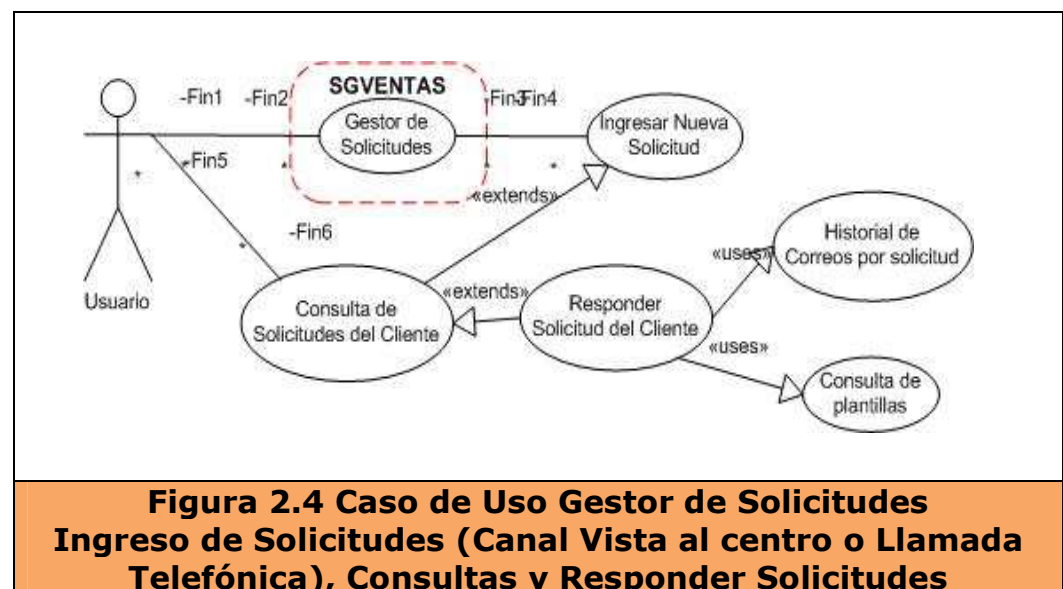 SGVENTAS
-Fin1
-Fin2
-Fin3
-Fin4
Gestor de
Solicitudes
Ingresar Nueva
Solicitud
-Fin5
*
*
*
*
*
«extends»
-Fin6
*
Usuario
Consulta de
Solicitudes del Cliente
«extends»
Responder
Solicitud del Cliente
«uses»
Historial de
Correos por solicitud
«uses»
Consulta de
plantillas
Figura 2.4 Caso de Uso Gestor de Solicitudes
Ingreso de Solicitudes (Canal Vista al centro o Llamada
Telefónica), Consultas y Responder Solicitudes